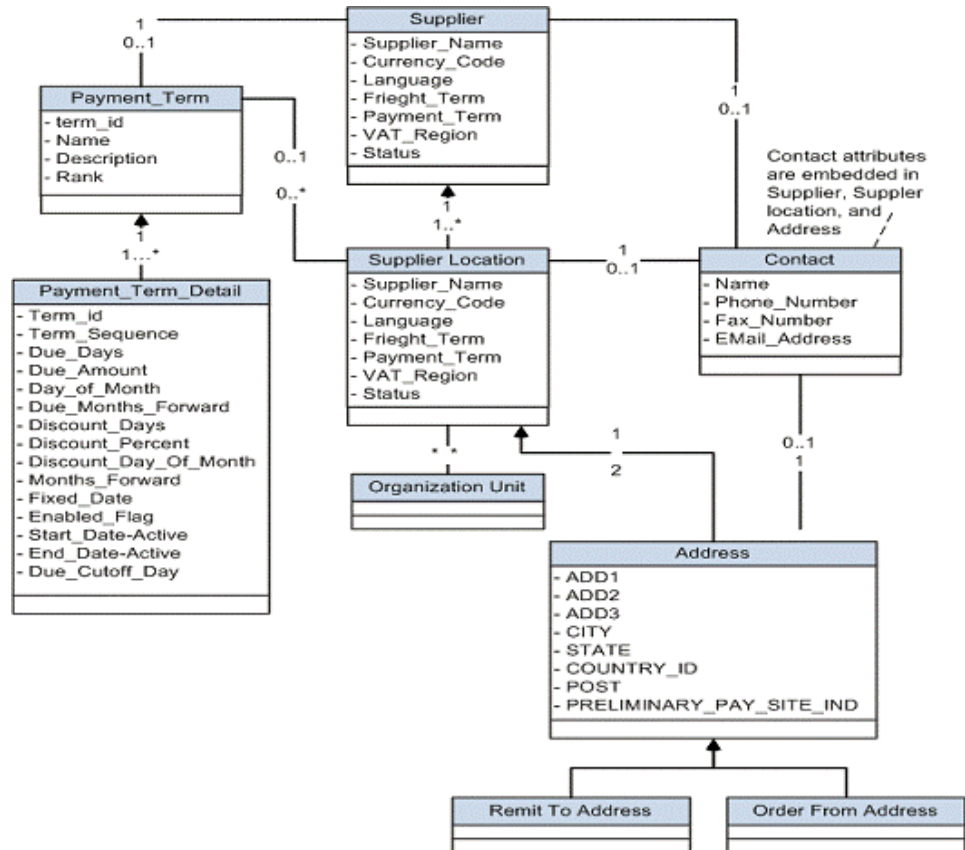 Supplier
- Supplier_Name
- Currency_Code
- Language
- Frieght_Term
- Payment_Term
- VAT_Region
- Status
1
0..1
Payment_Term
- term_id
- Name
- Description
- Rank
0..1
0..*
1
0..1
Contact attributes
are embedded in
Supplier, Suppler
location, and
Address
1
1..*
1
1...*
Supplier Location
- Supplier_Name
- Currency_Code
- Language
- Frieght_Term
- Payment_Term
- VAT_Region
- Status
1
0..1
Contact
- Name
- Phone_Number
- Fax_Number
- EMail_Address
Payment_Term_Detail
- Term_id
- Term_Sequence
- Due_Days
- Due_Amount
- Day_of_Month
- Due_Months_Forward
- Discount_Days
- Discount_Percent
- Discount_Day_Of_Month
- Months_Forward
- Fixed_Date
- Enabled_Flag
- Start_Date-Active
- End_Date-Active
- Due_Cutoff_Day
* *
Organization Unit
1
2
0..1
1
Address
- ADD1
- ADD2
- ADD3
- CITY
- STATE
- COUNTRY_ID
- POST
- PRELIMINARY_PAY_SITE_IND
Remit To Address
Order From Address